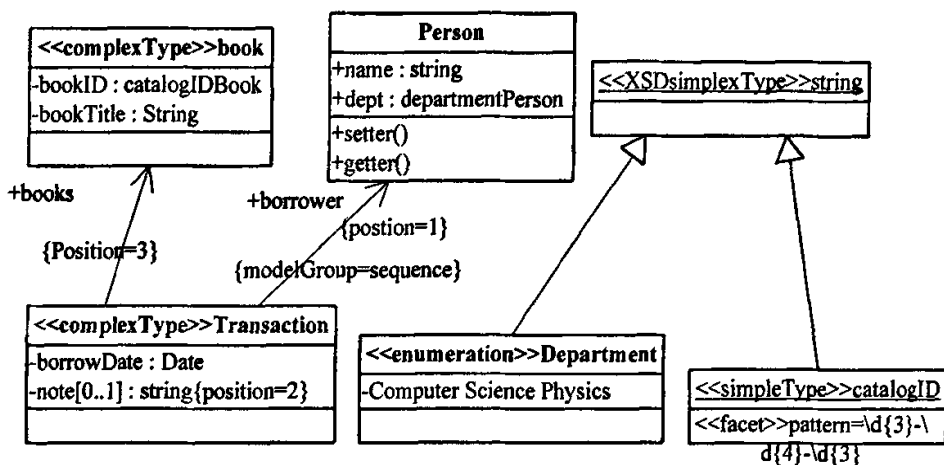 <<complexType>>book
-bookID : catalogIDBook
-bookTitle : String
Person
+name : string
+dept : departmentPerson
+setter()
+getter()
<<XSDsimplexType>>string
+books
{Position=3}
+borrower
{postion=1}
{modelGroup=sequence}
<<complexType>>Transaction
-borrowDate : Date
-note[0..1] : string{position=2}
<<enumeration>>Department
-Computer Science Physics
<<simpleType>>catalogID
<<facet>>pattern=\d{3}-\
d{4}-\d{3}